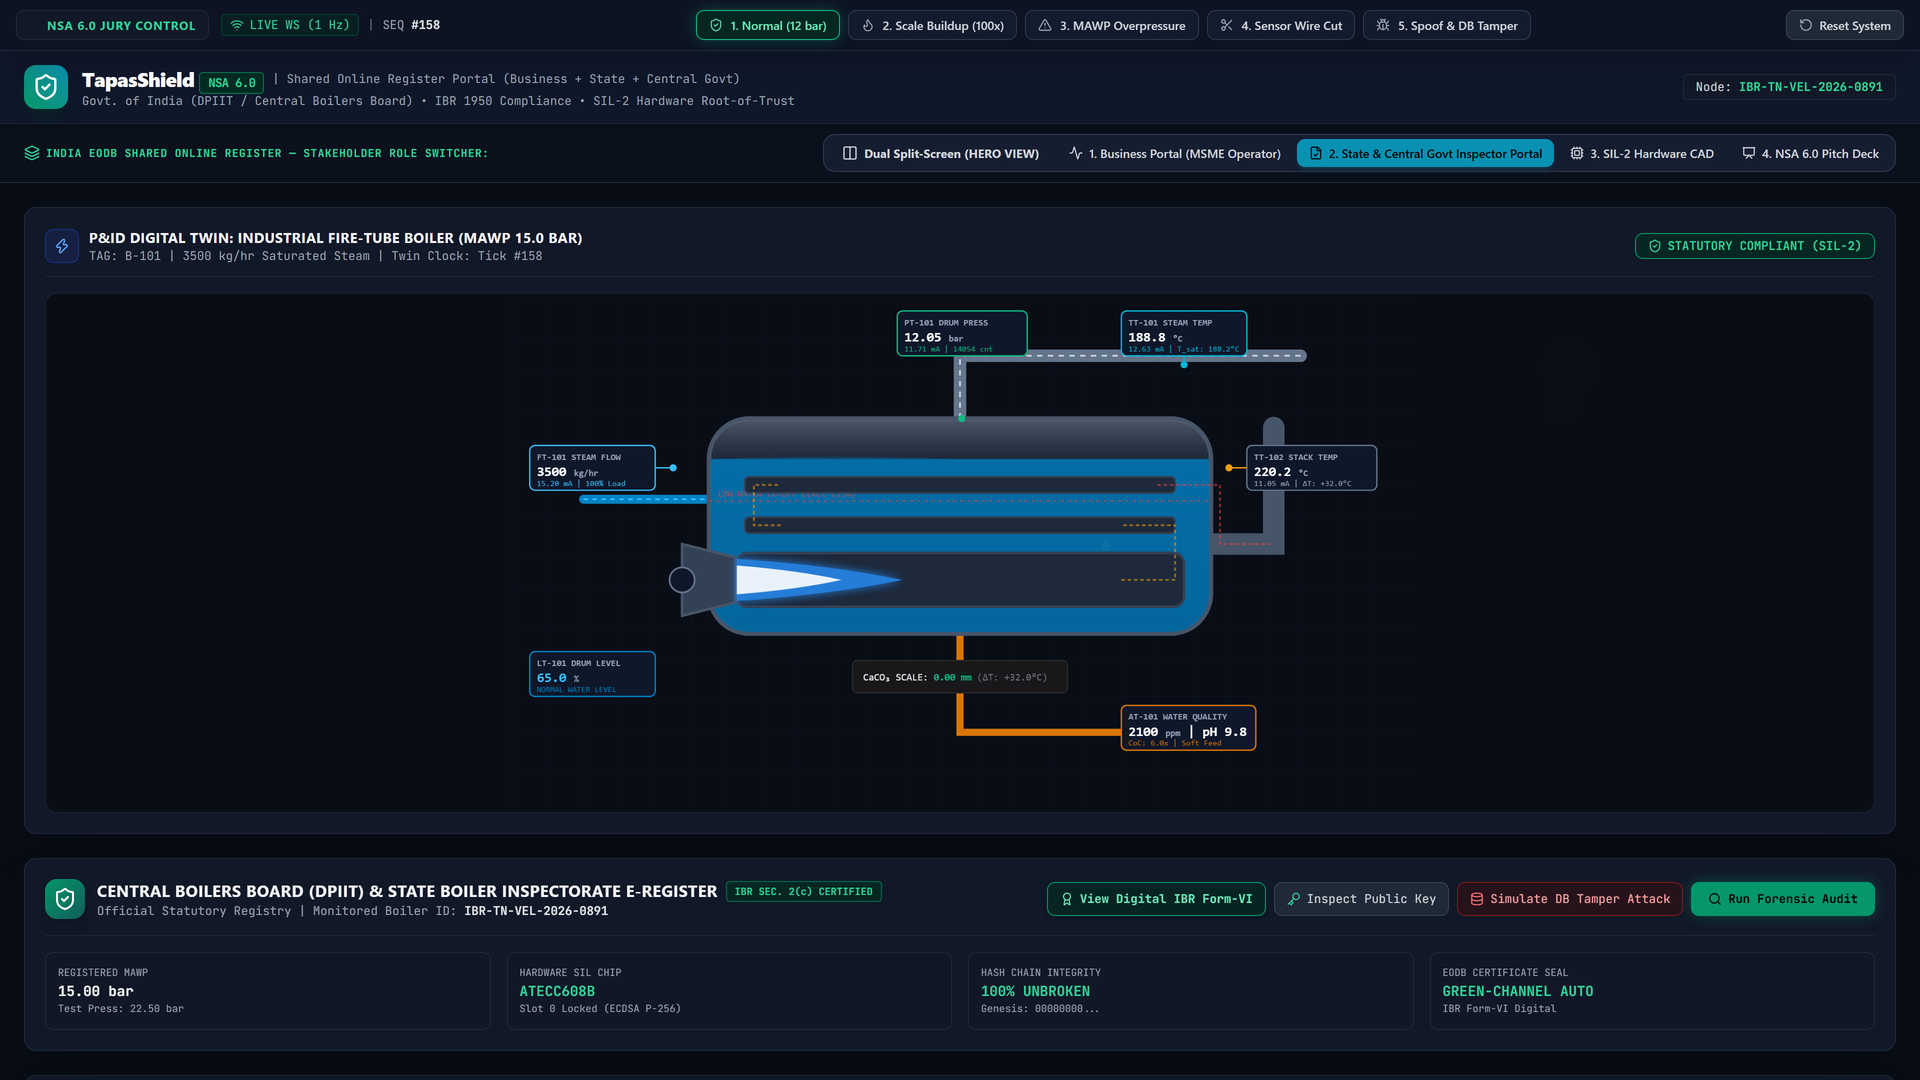 NSA 6.0 JURY CONTROL
LIVE WS (1 Hz) | SEQ #158
1. Normal (12 bar)
2. Scale Buildup (100x)
3. MAWP Overpressure
4. Sensor Wire Cut
5. Spoof & DB Tamper
Reset System
TapasShield NSA 6.0 | Shared Online Register Portal (Business + State + Central Govt)
Govt. of India (DPIIT / Central Boilers Board) • IBR 1950 Compliance • SIL-2 Hardware Root-of-Trust
Node: IBR-TN-VEL-2026-0891
INDIA EODB SHARED ONLINE REGISTER — STAKEHOLDER ROLE SWITCHER:
Dual Split-Screen (HERO VIEW)
1. Business Portal (MSME Operator)
2. State & Central Govt Inspector Portal
3. SIL-2 Hardware CAD
4. NSA 6.0 Pitch Deck
P&ID DIGITAL TWIN: INDUSTRIAL FIRE-TUBE BOILER (MAWP 15.0 BAR)
TAG: B-101 | 3500 kg/hr Saturated Steam | Twin Clock: Tick #158
STATUTORY COMPLIANT (SIL-2)
PT-101 DRUM PRESS
12.05 bar
11.71 mA | 14054 cnt
TT-101 STEAM TEMP
188.8 °C
12.63 mA | T_sat: 188.2°C
FT-101 STEAM FLOW
3500 kg/hr
15.20 mA | 100% Load
TT-102 STACK TEMP
220.2 °C
11.05 mA | ΔT: +32.0°C
LT-101 DRUM LEVEL
65.0 %
NORMAL WATER LEVEL
CaCO₃ SCALE: 0.00 mm (ΔT: +32.0°C)
AT-101 WATER QUALITY
2100 ppm | pH 9.8
CoC: 6.0x | Soft Feed
CENTRAL BOILERS BOARD (DPIIT) & STATE BOILER INSPECTORATE E-REGISTER
IBR SEC. 2(c) CERTIFIED
Official Statutory Registry | Monitored Boiler ID: IBR-TN-VEL-2026-0891
View Digital IBR Form-VI
Inspect Public Key
Simulate DB Tamper Attack
Run Forensic Audit
REGISTERED MAWP
15.00 bar
Test Press: 22.50 bar
HARDWARE SIL CHIP
ATECC608B
Slot 0 Locked (ECDSA P-256)
HASH CHAIN INTEGRITY
100% UNBROKEN
Genesis: 00000000...
EODB CERTIFICATE SEAL
GREEN-CHANNEL AUTO
IBR Form-VI Digital